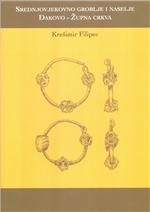 SREDNJOVJEKOVNO GROBLJE I NASELJE
ĐAKOVO - ŽUPNA CRKVA
Krešimir Filipec